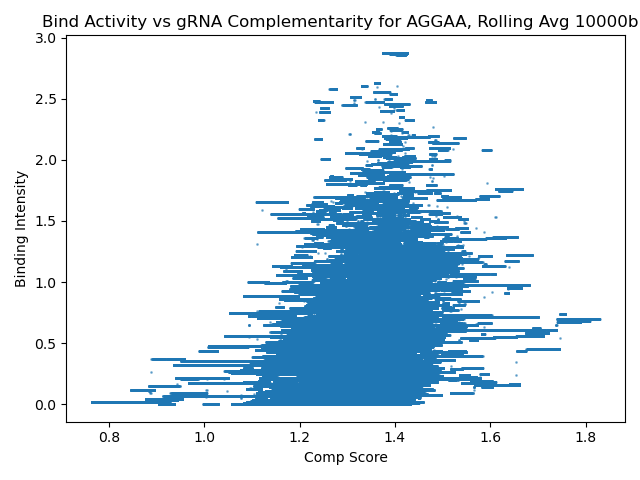 Bind Activity vs gRNA Complementarity for AGGAA, Rolling Avg 10000b
3.0
2.5
2.0
1.5
1.0
0.5
0.0
Binding Intensity
0.8 1.0 1.2 1.4 1.6 1.8
Comp Score